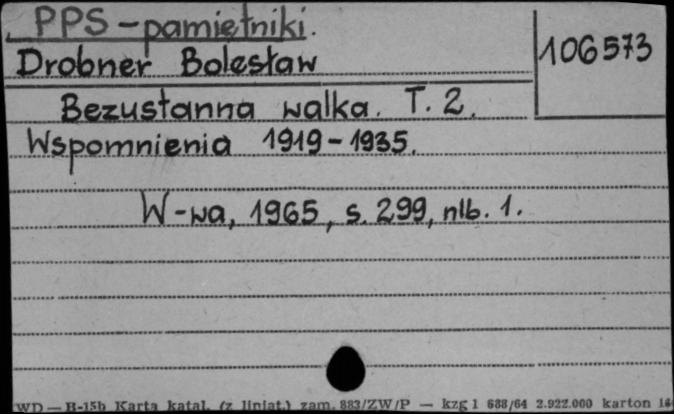 PPS - pamiętniki.
106573
Drobner Bolesław
Bezustanna walka. T. 2.
Wspomnienia 1919-1935.
W-wa, 1965, s. 299, nlb. 1.
WD — B-15b Karta katal. (z liniat.) zam. 883/ZW/P — kzg 1 688/64 2.922.000 karton